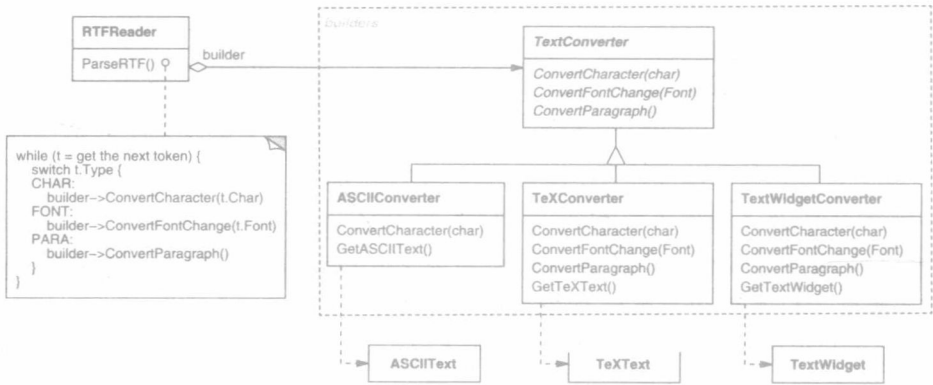 builders
RTFReader
ParseRTF()
builder
TextConverter
ConvertCharacter(char)
ConvertFontChange(Font)
ConvertParagraph()
while (t = get the next token) {
switch t.Type {
CHAR:
builder->ConvertCharacter(t.Char)
FONT:
builder->ConvertFontChange(t.Font)
PARA:
builder->ConvertParagraph()
}
}
ASCIIConverter
ConvertCharacter(char)
GetASCIIText()
TeXConverter
ConvertCharacter(char)
ConvertFontChange(Font)
ConvertParagraph()
GetTeXText()
TextWidgetConverter
ConvertCharacter(char)
ConvertFontChange(Font)
ConvertParagraph()
GetTextWidget()
ASCIIText
TeXText
TextWidget